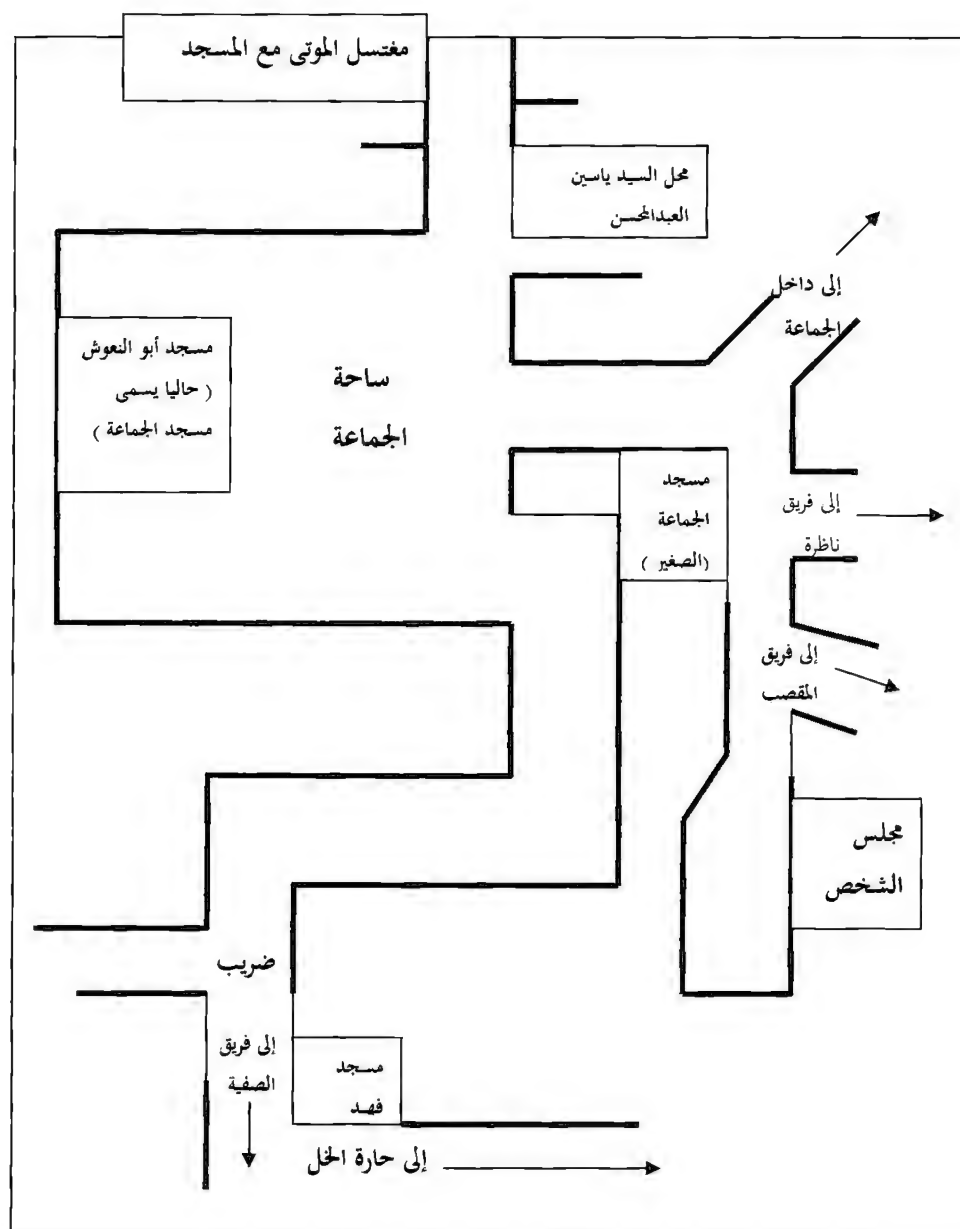 مغتسل الموتى مع المسجد
محل السيد ياسين
العبدالمحسن
إلى داخل
الجماعة
مسجد أبو النعوش
( حاليا يسمى
مسجد الجماعة )
ساحة
الجماعة
مسجد
الجماعة
(الصغير )
إلى فريق
ناظرة
إلى فريق
المقصب
مجلس
الشخص
ضريب
إلى فريق
الصفية
مسجد
فهد
إلى حارة الخل